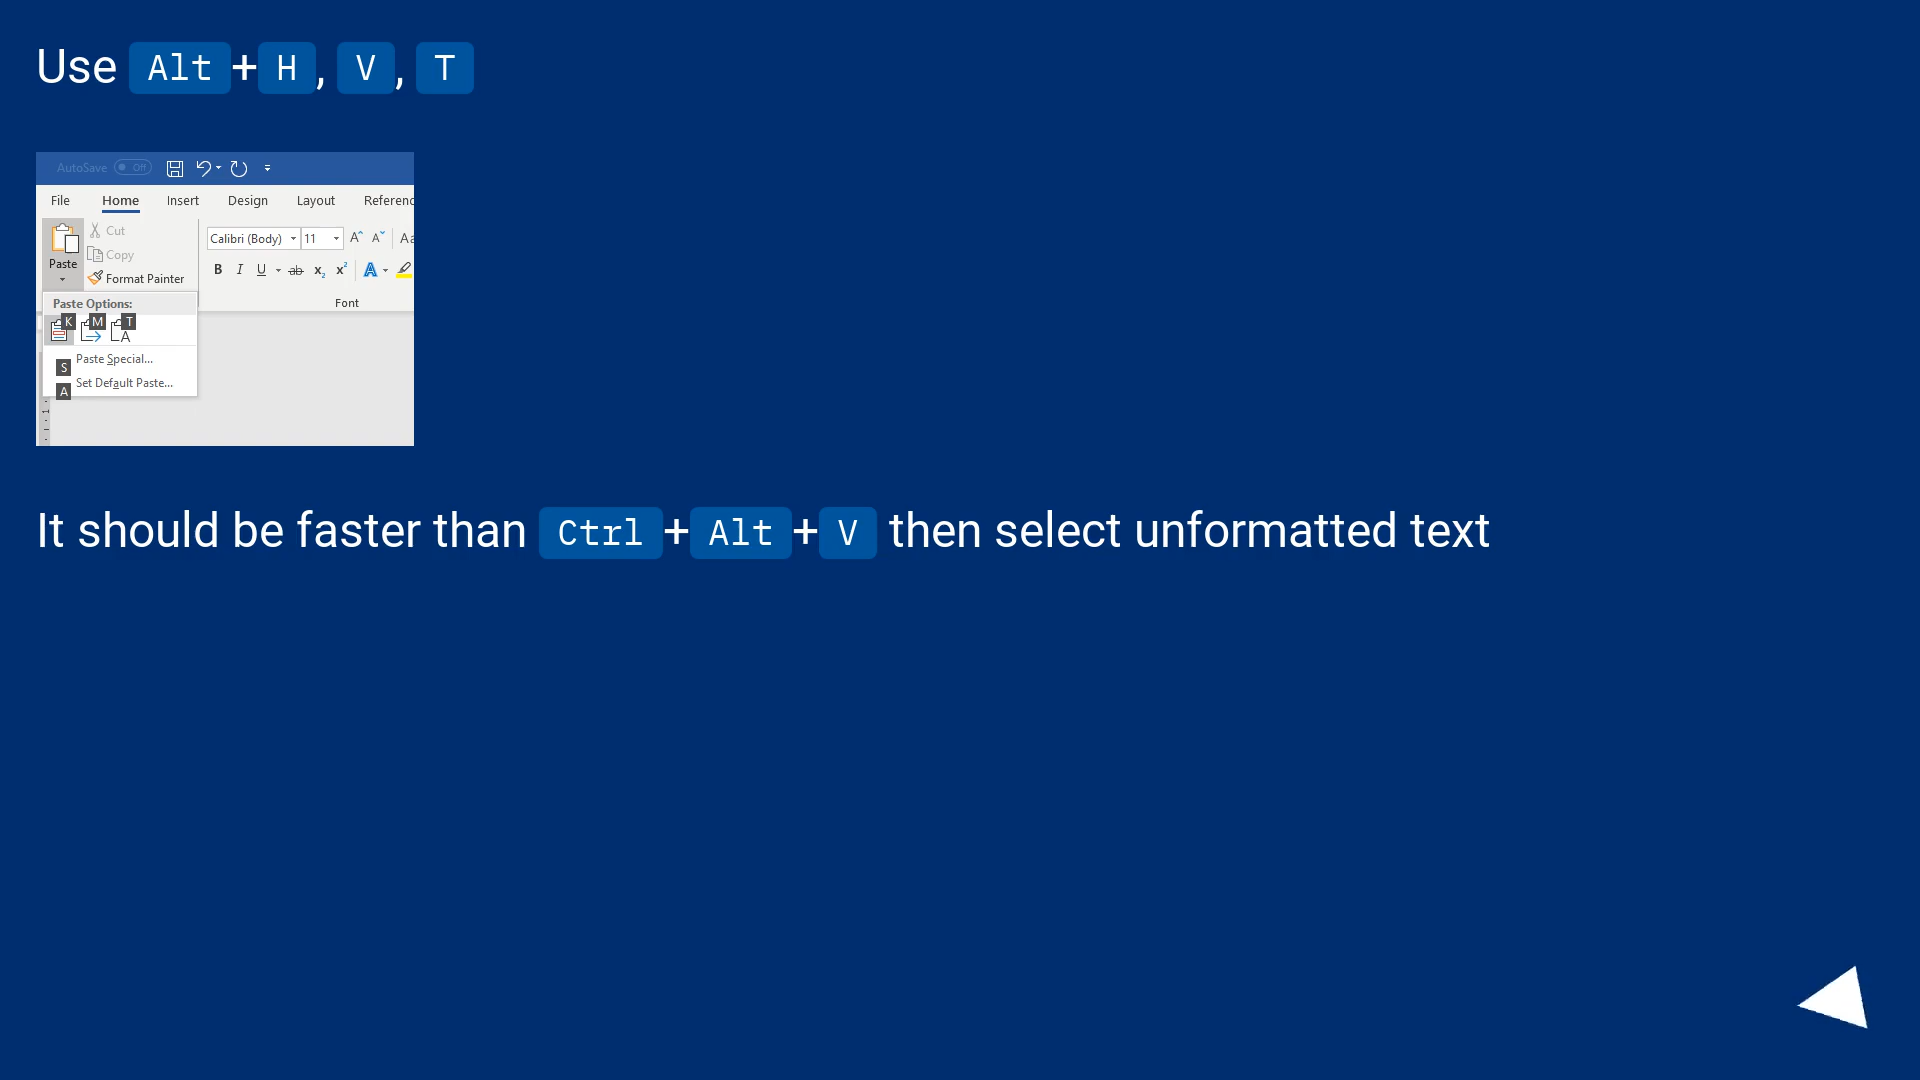 Use Alt+H, V, T
AutoSave Off
File Home Insert Design Layout Referenc
Cut
Calibri (Body) 11 A A Aa
Copy
Paste
B I U ab x2 x2 A
Format Painter
Paste Options:
Font
K M T
A
Paste Special...
S
Set Default Paste...
A
1
It should be faster than Ctrl+Alt+V then select unformatted text